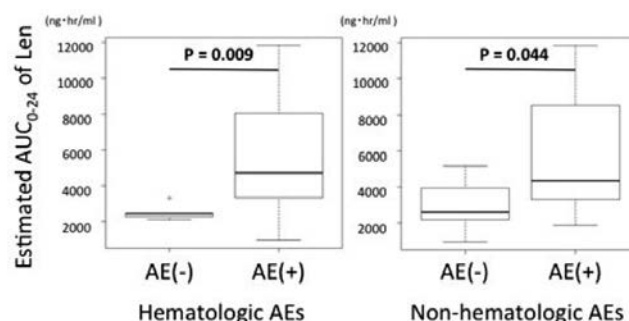 (ng・hr/ml)
(ng・hr/ml)
Estimated AUC0-24 of Len
12000
10000
8000
6000
4000
2000
P = 0.009
AE(-)
AE(+)
Hematologic AEs
12000
10000
8000
6000
4000
2000
P = 0.044
AE(-)
AE(+)
Non-hematologic AEs